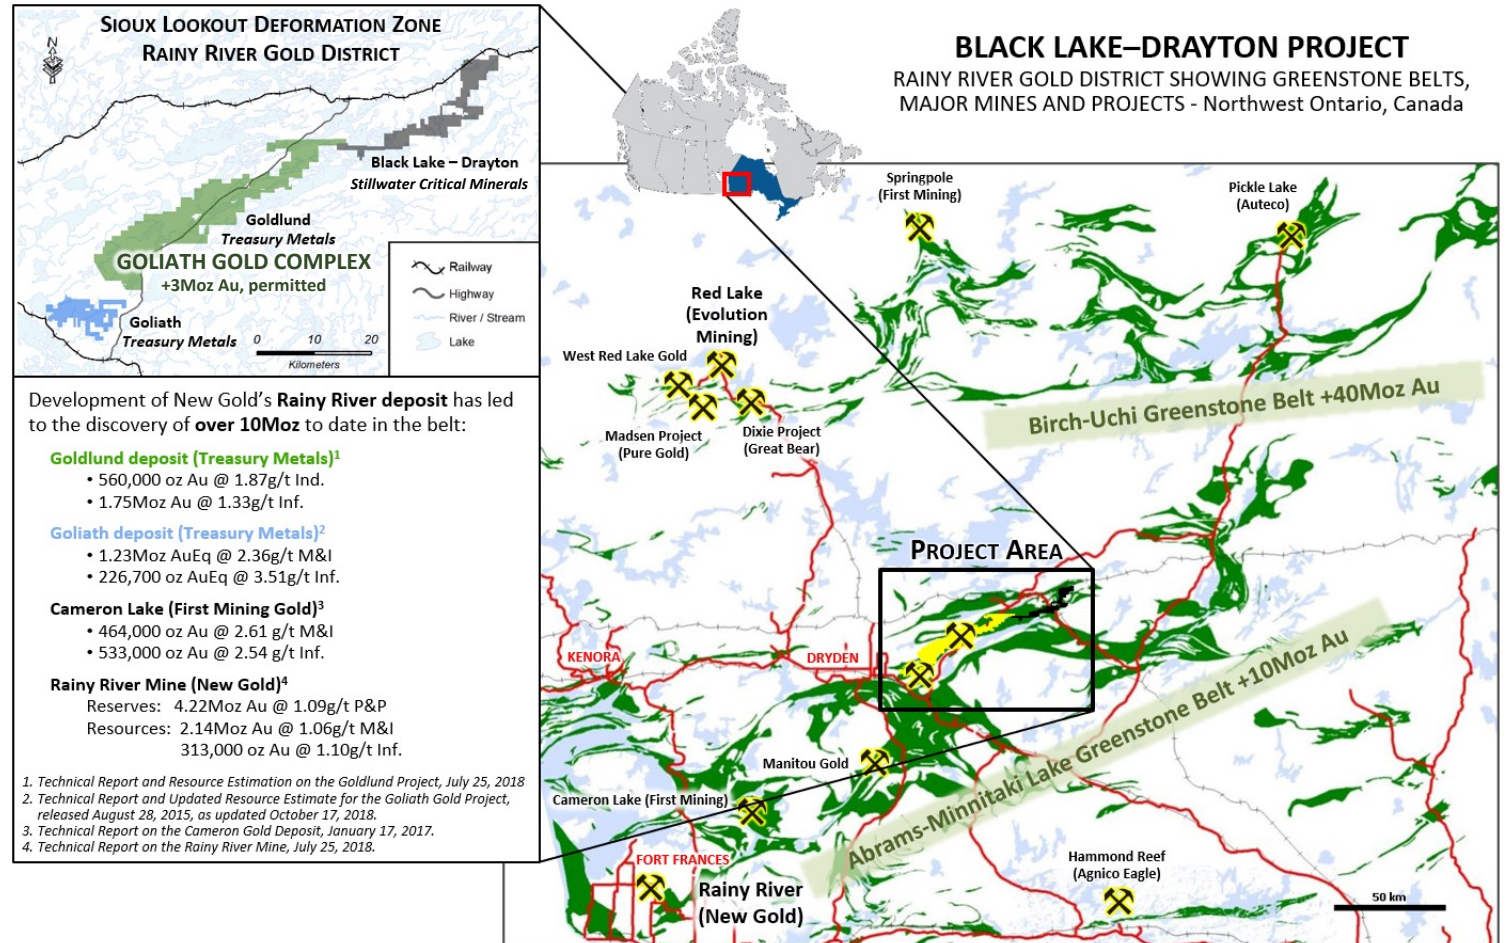 SIOUX LOOKOUT DEFORMATION ZONE
RAINY RIVER GOLD DISTRICT
N
Black Lake – Drayton
Stillwater Critical Minerals
Goldlund
Treasury Metals
GOLIATH GOLD COMPLEX
+3Moz Au, permitted
Goliath
Treasury Metals
0 10 20
Kilometers
Railway
Highway
River / Stream
Lake
Development of New Gold's Rainy River deposit has led
to the discovery of over 10Moz to date in the belt:
Goldlund deposit (Treasury Metals)1
• 560,000 oz Au @ 1.87g/t Ind.
• 1.75Moz Au @ 1.33g/t Inf.
Goliath deposit (Treasury Metals)2
• 1.23Moz AuEq @ 2.36g/t M&I
• 226,700 oz AuEq @ 3.51g/t Inf.
Cameron Lake (First Mining Gold)3
• 464,000 oz Au @ 2.61 g/t M&I
• 533,000 oz Au @ 2.54 g/t Inf.
Rainy River Mine (New Gold)4
Reserves: 4.22Moz Au @ 1.09g/t P&P
Resources: 2.14Moz Au @ 1.06g/t M&I
313,000 oz Au @ 1.10g/t Inf.
1. Technical Report and Resource Estimation on the Goldlund Project, July 25, 2018
2. Technical Report and Updated Resource Estimate for the Goliath Gold Project,
released August 28, 2015, as updated October 17, 2018.
3. Technical Report on the Cameron Gold Deposit, January 17, 2017.
4. Technical Report on the Rainy River Mine, July 25, 2018.
BLACK LAKE–DRAYTON PROJECT
RAINY RIVER GOLD DISTRICT SHOWING GREENSTONE BELTS,
MAJOR MINES AND PROJECTS - Northwest Ontario, Canada
Springpole
(First Mining)
Pickle Lake
(Auteco)
Red Lake
(Evolution
Mining)
West Red Lake Gold
Madsen Project
(Pure Gold)
Dixie Project
(Great Bear)
Birch-Uchi Greenstone Belt +40Moz Au
PROJECT AREA
KENORA
DRYDEN
Abrams-Minnitaki Lake Greenstone Belt +10Moz Au
Manitou Gold
Cameron Lake (First Mining)
FORT FRANCES
Rainy River
(New Gold)
Hammond Reef
(Agnico Eagle)
50 km